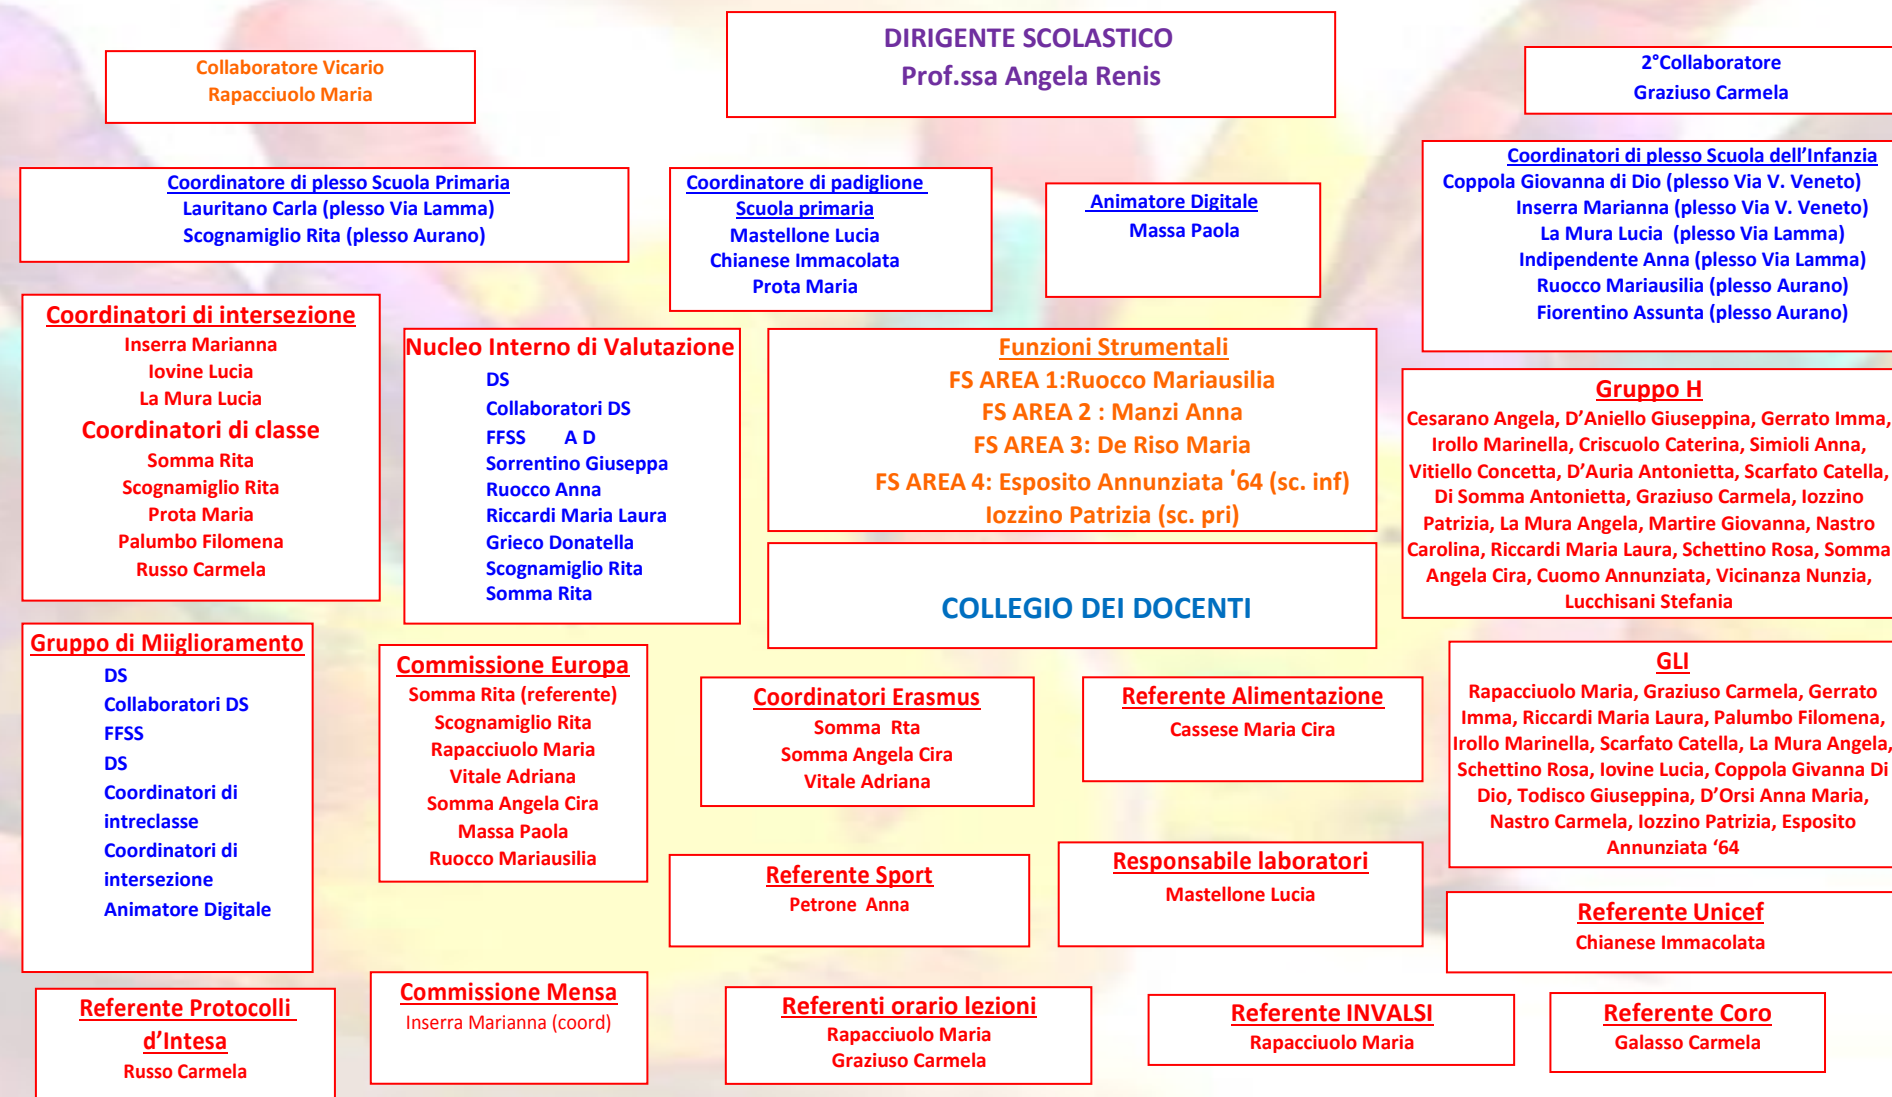 DIRIGENTE SCOLASTICO
Prof.ssa Angela Renis
Collaboratore Vicario
Rapacciuolo Maria
2°Collaboratore
Graziuso Carmela
Coordinatore di plesso Scuola Primaria
Lauritano Carla (plesso Via Lamma)
Scognamiglio Rita (plesso Aurano)
Coordinatore di padiglione
Scuola primaria
Mastellone Lucia
Chianese Immacolata
Prota Maria
Animatore Digitale
Massa Paola
Coordinatori di plesso Scuola dell’Infanzia
Coppola Giovanna di Dio (plesso Via V. Veneto)
Inserra Marianna (plesso Via V. Veneto)
La Mura Lucia (plesso Via Lamma)
Indipendente Anna (plesso Via Lamma)
Ruocco Mariausilia (plesso Aurano)
Fiorentino Assunta (plesso Aurano)
Coordinatori di intersezione
Inserra Marianna
Iovine Lucia
La Mura Lucia
Coordinatori di classe
Somma Rita
Scognamiglio Rita
Prota Maria
Palumbo Filomena
Russo Carmela
Nucleo Interno di Valutazione
DS
Collaboratori DS
FFSS A D
Sorrentino Giuseppa
Ruocco Anna
Riccardi Maria Laura
Grieco Donatella
Scognamiglio Rita
Somma Rita
Funzioni Strumentali
FS AREA 1:Ruocco Mariausilia
FS AREA 2 : Manzi Anna
FS AREA 3: De Riso Maria
FS AREA 4: Esposito Annunziata ‘64 (sc. inf)
Iozzino Patrizia (sc. pri)
COLLEGIO DEI DOCENTI
Gruppo H
Cesarano Angela, D’Aniello Giuseppina, Gerrato Imma,
Irollo Marinella, Criscuolo Caterina, Simioli Anna,
Vitiello Concetta, D’Auria Antonietta, Scarfato Catella,
Di Somma Antonietta, Graziuso Carmela, Iozzino
Patrizia, La Mura Angela, Martire Giovanna, Nastro
Carolina, Riccardi Maria Laura, Schettino Rosa, Somma
Angela Cira, Cuomo Annunziata, Vicinanza Nunzia,
Lucchisani Stefania
Gruppo di Miiglioramento
DS
Collaboratori DS
FFSS
DS
Coordinatori di
intreclasse
Coordinatori di
intersezione
Animatore Digitale
Commissione Europa
Somma Rita (referente)
Scognamiglio Rita
Rapacciuolo Maria
Vitale Adriana
Somma Angela Cira
Massa Paola
Ruocco Mariausilia
Coordinatori Erasmus
Somma Rta
Somma Angela Cira
Vitale Adriana
Referente Alimentazione
Cassese Maria Cira
GLI
Rapacciuolo Maria, Graziuso Carmela, Gerrato
Imma, Riccardi Maria Laura, Palumbo Filomena,
Irollo Marinella, Scarfato Catella, La Mura Angela,
Schettino Rosa, Iovine Lucia, Coppola Givanna Di
Dio, Todisco Giuseppina, D’Orsi Anna Maria,
Nastro Carmela, Iozzino Patrizia, Esposito
Annunziata ‘64
Referente Sport
Petrone Anna
Responsabile laboratori
Mastellone Lucia
Referente Unicef
Chianese Immacolata
Referente Protocolli
d’Intesa
Russo Carmela
Commissione Mensa
Inserra Marianna (coord)
Referenti orario lezioni
Rapacciuolo Maria
Graziuso Carmela
Referente INVALSI
Rapacciuolo Maria
Referente Coro
Galasso Carmela